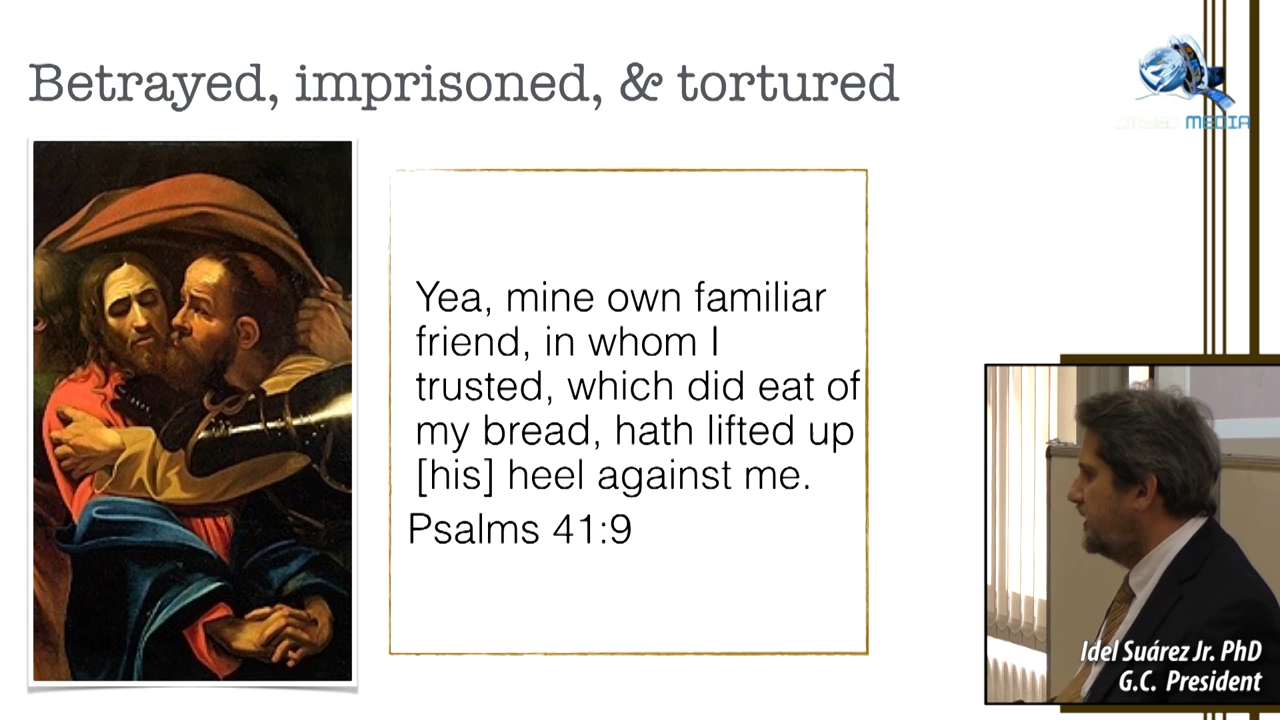 Betrayed, imprisoned, & tortured
MEDIA
Yea, mine own familiar
friend, in whom I
trusted, which did eat of
my bread, hath lifted up
[his] heel against me.
Psalms 41:9
Idel Suárez Jr. PhD
G.C. President